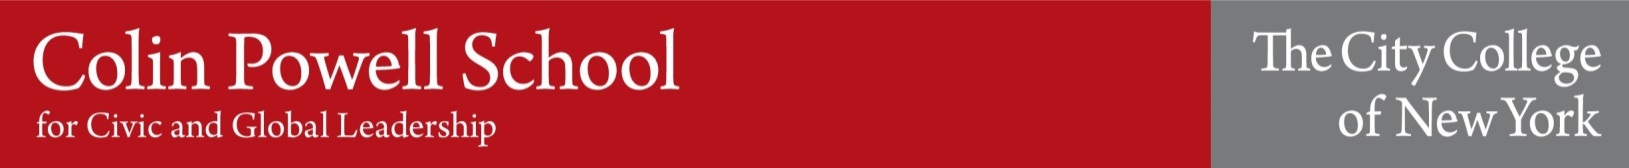 Colin Powell School
for Civic and Global Leadership
The City College
of New York